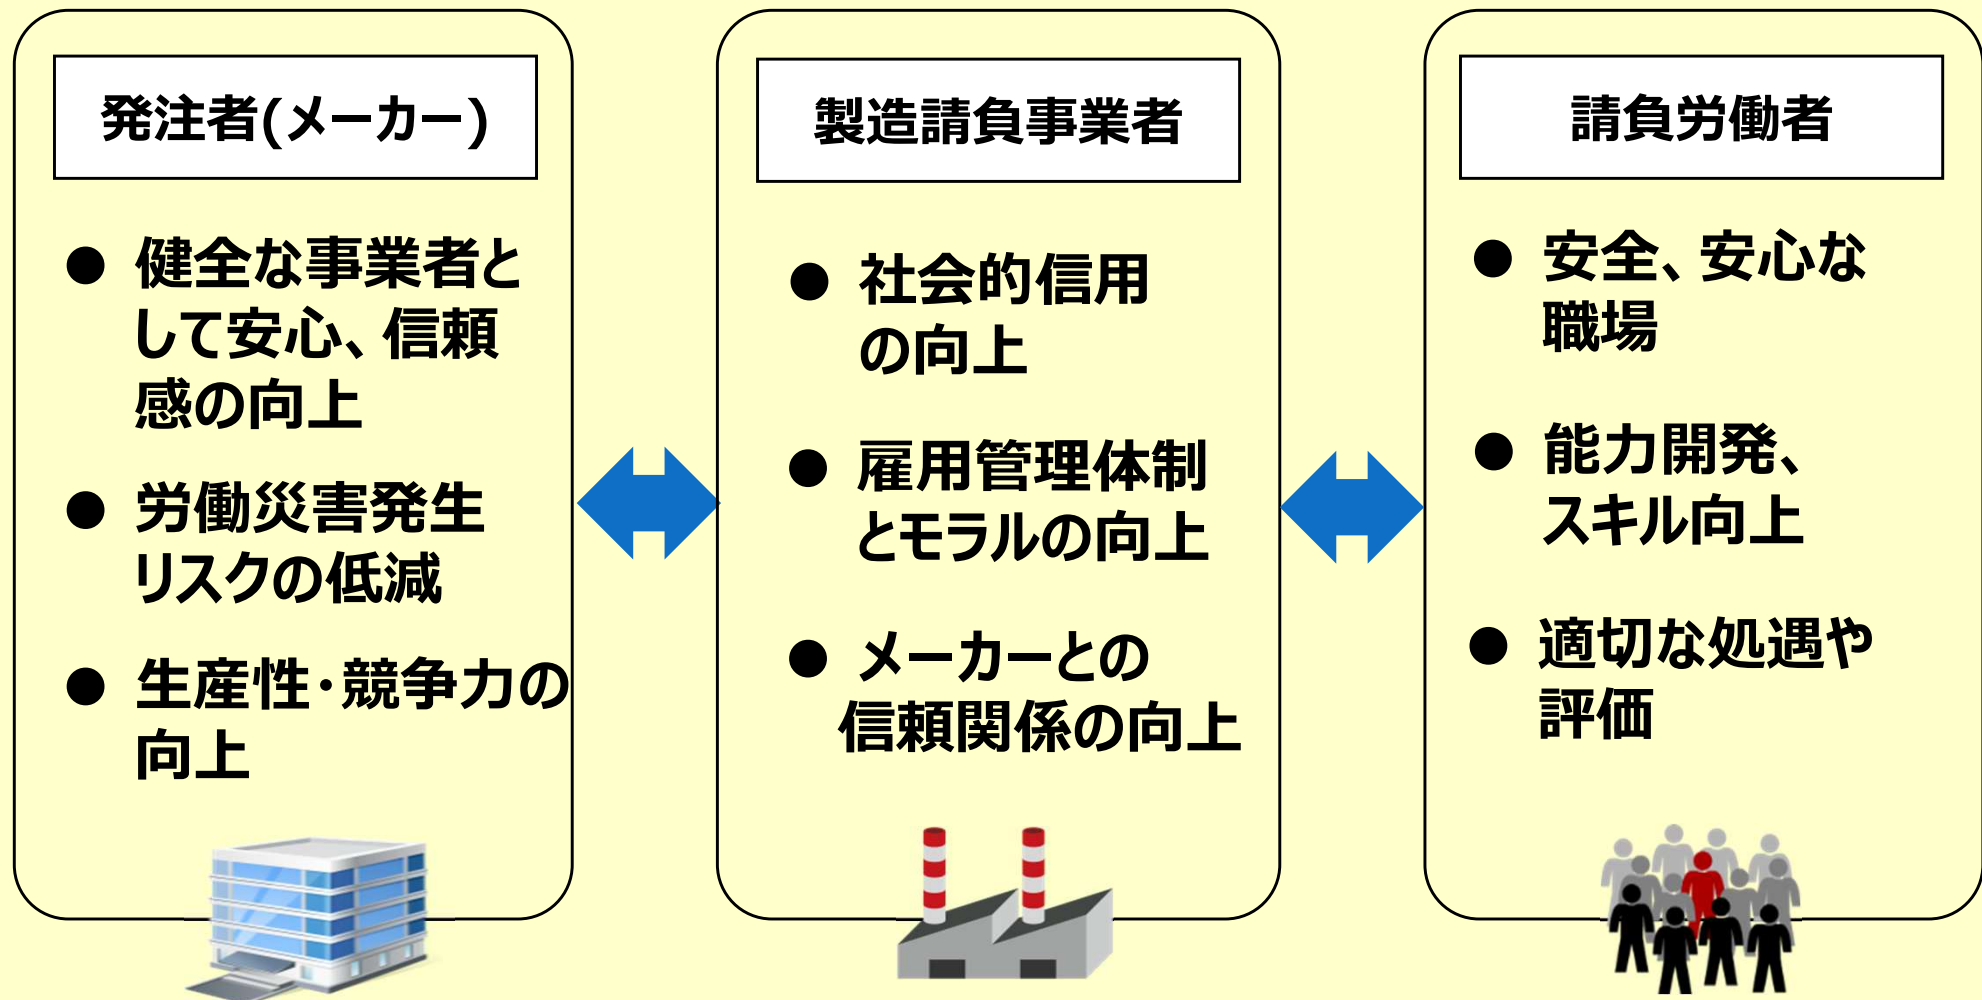 発注者(メーカー)
● 健全な事業者と
して安心、信頼
感の向上
● 労働災害発生
リスクの低減
● 生産性・競争力の
向上
製造請負事業者
● 社会的信用
の向上
● 雇用管理体制
とモラルの向上
● メーカーとの
信頼関係の向上
請負労働者
● 安全、安心な
職場
● 能力開発、
スキル向上
● 適切な処遇や
評価